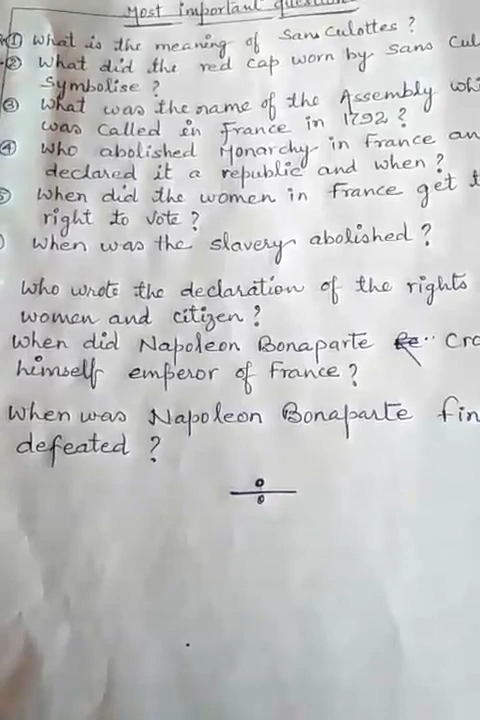 Most important
① What is the meaning of Sans Culottes ?
② What did the red cap worn by Sans Cul
Symbolise ?
③ What was the name of the Assembly whi
was called in France in 1792 ?
④ Who abolished Monarchy in France an
declared it a republic and when ?
When did the women in France get t
right to vote ?
When was the slavery abolished ?
Who wrote the declaration of the rights
women and citizen ?
When did Napoleon Bonaparte Cro
himself emperor of France ?
When was Napoleon Bonaparte fin
defeated ?